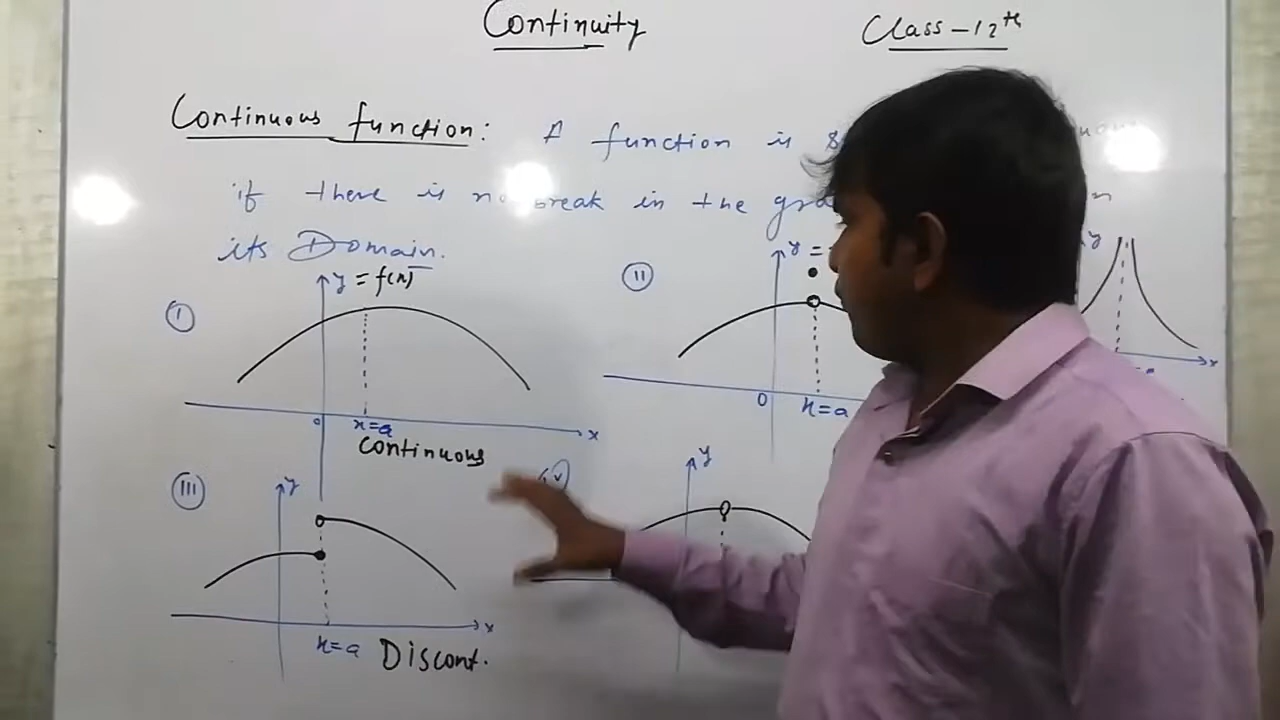 Continuity
Class-12th
Continuous function: A function is
if there is no break in the
its Domain.
I
y = f(x)
0
x=a
x
Continuous
II
y =
0
x=a
y
x
III
y
x
x=a
Discont.
y